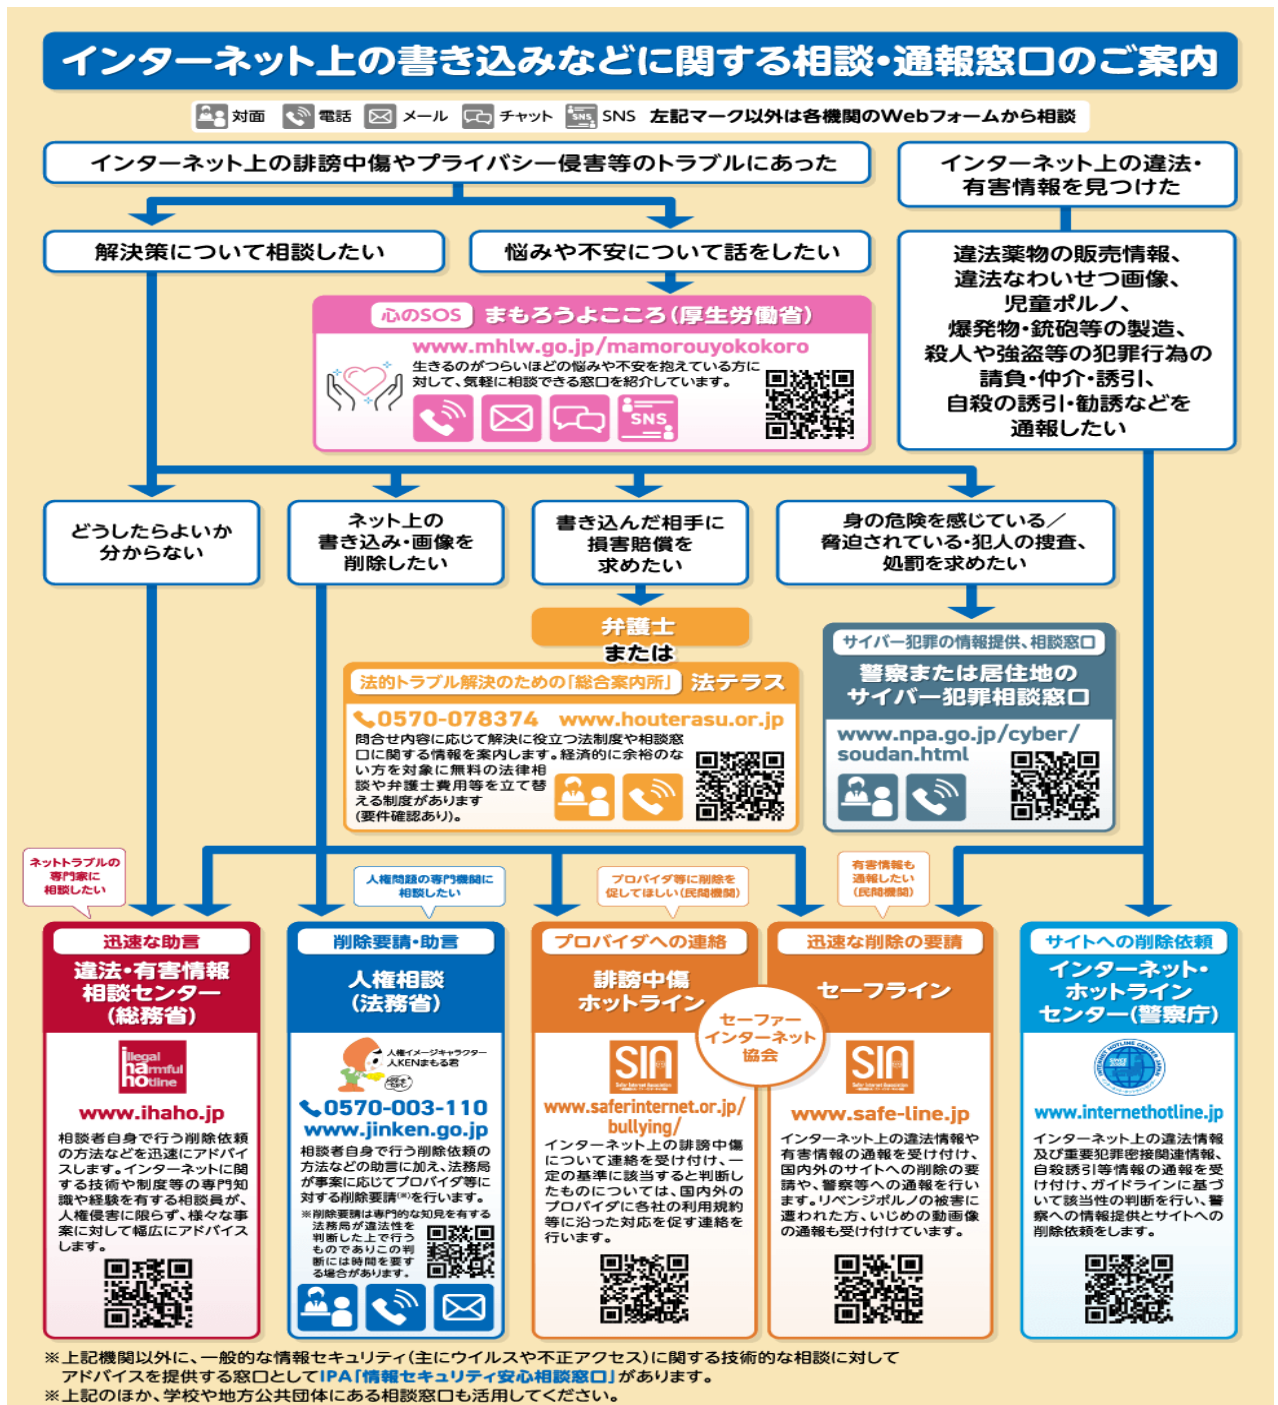 インターネット上の書き込みなどに関する相談・通報窓口のご案内
対面 電話 メール チャット SNS SNS 左記マーク以外は各機関のWebフォームから相談
インターネット上の誹謗中傷やプライバシー侵害等のトラブルにあった
インターネット上の違法・
有害情報を見つけた
解決策について相談したい
悩みや不安について話をしたい
違法薬物の販売情報、
違法なわいせつ画像、
児童ポルノ、
爆発物・銃砲等の製造、
殺人や強盗等の犯罪行為の
請負・仲介・誘引、
自殺の誘引・勧誘などを
通報したい
心のSOS まもろうよこころ(厚生労働省)
www.mhlw.go.jp/mamorouyokokoro
生きるのがつらいほどの悩みや不安を抱えている方に
対して、気軽に相談できる窓口を紹介しています。
SNS
どうしたらよいか
分からない
ネット上の
書き込み・画像を
削除したい
書き込んだ相手に
損害賠償を
求めたい
身の危険を感じている/
脅迫されている・犯人の捜査、
処罰を求めたい
弁護士
または
法的トラブル解決のための「総合案内所」 法テラス
0570-078374 www.houterasu.or.jp
問合せ内容に応じて解決に役立つ法制度や相談窓
口に関する情報を案内します。経済的に余裕のな
い方を対象に無料の法律相
談や弁護士費用等を立て替
える制度があります
(要件確認あり)。
サイバー犯罪の情報提供、相談窓口
警察または居住地の
サイバー犯罪相談窓口
www.npa.go.jp/cyber/
soudan.html
ネットトラブルの
専門家に
相談したい
人権問題の専門機関に
相談したい
プロバイダ等に削除を
促してほしい(民間機関)
有害情報も
通報したい
(民間機関)
迅速な助言
違法・有害情報
相談センター
(総務省)
illegal
harmful
hotline
www.ihaho.jp
相談者自身で行う削除依頼
の方法などを迅速にアドバイ
スします。インターネットに関
する技術や制度等の専門知
識や経験を有する相談員が、
人権侵害に限らず、様々な事
案に対して幅広にアドバイス
します。
削除要請・助言
人権相談
(法務省)
人権イメージキャラクター
人KENまもる君
0570-003-110
www.jinken.go.jp
相談者自身で行う削除依頼の
方法などの助言に加え、法務局
が事案に応じてプロバイダ等に
対する削除要請(※)を行います。
※削除要請は専門的な知見を有する
法務局が違法性を
判断した上で行う
ものでありこの判
断には時間を要す
る場合があります。
プロバイダへの連絡
誹謗中傷
ホットライン
セーファー
インターネット
協会
SIA
Safer Internet Association
www.saferinternet.or.jp/
bullying/
インターネット上の誹謗中傷
について連絡を受け付け、一
定の基準に該当すると判断し
たものについては、国内外の
プロバイダに各社の利用規約
等に沿った対応を促す連絡を
行います。
迅速な削除の要請
セーフライン
SIA
Safer Internet Association
www.safe-line.jp
インターネット上の違法情報や
有害情報の通報を受け付け、
国内外のサイトへの削除の要
請や、警察等への通報を行い
ます。リベンジポルノの被害に
遭われた方、いじめの動画像
の通報も受け付けています。
サイトへの削除依頼
インターネット・
ホットライン
センター(警察庁)
INTERNET HOTLINE CENTER JAPAN
www.internethotline.jp
インターネット上の違法情報
及び重要犯罪密接関連情報、
自殺誘引等情報の通報を受
け付け、ガイドラインに基づ
いて該当性の判断を行い、警
察への情報提供とサイトへの
削除依頼をします。
※上記機関以外に、一般的な情報セキュリティ(主にウイルスや不正アクセス)に関する技術的な相談に対して
アドバイスを提供する窓口としてIPA「情報セキュリティ安心相談窓口」があります。
※上記のほか、学校や地方公共団体にある相談窓口も活用してください。